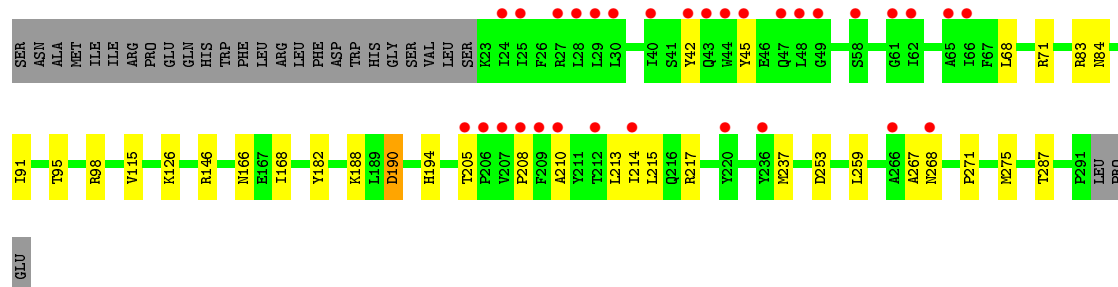 SER ASN ALA MET ILE ILE ARG PRO GLU GLN HIS TRP PHE LEU ARG LEU PHE ASP TRP HIS GLY SER VAL LEU SER K23 I24 I25 F26 R27 L28 L29 L30 I40 S41 Y42 Q43 W44 Y45 E46 Q47 L48 G49 S58 G61 I62 A65 I66 F67 L68 R71 R83 N84
I91 T95 R98 V115 K126 R146 N166 E167 I168 Y182 K188 L189 D190 H194 T205 P206 V207 P208 F209 A210 Y211 T212 L213 I214 L215 Q216 R217 Y220 Y236 M237 D253 L259 A266 A267 N268 P271 M275 T287 P291 LEU PRO
GLU